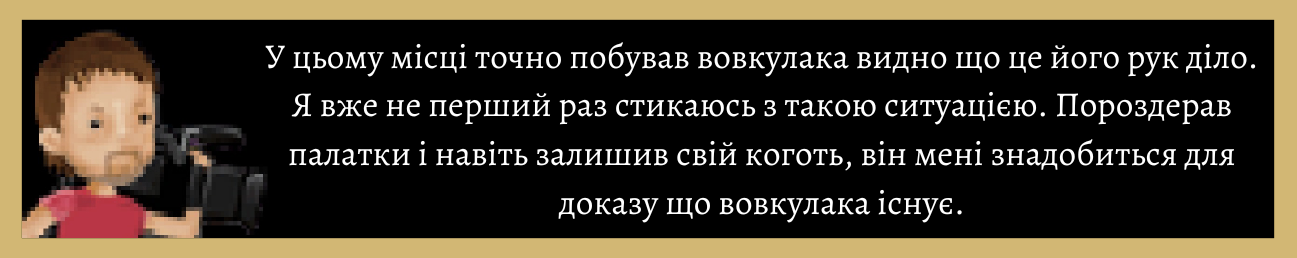 У цьому місці точно побував вовкулака видно що це його рук діло.
Я вже не перший раз стикаюсь з такою ситуацією. Пороздерав
палатки і навіть залишив свій коготь, він мені знадобиться для
доказу що вовкулака існує.